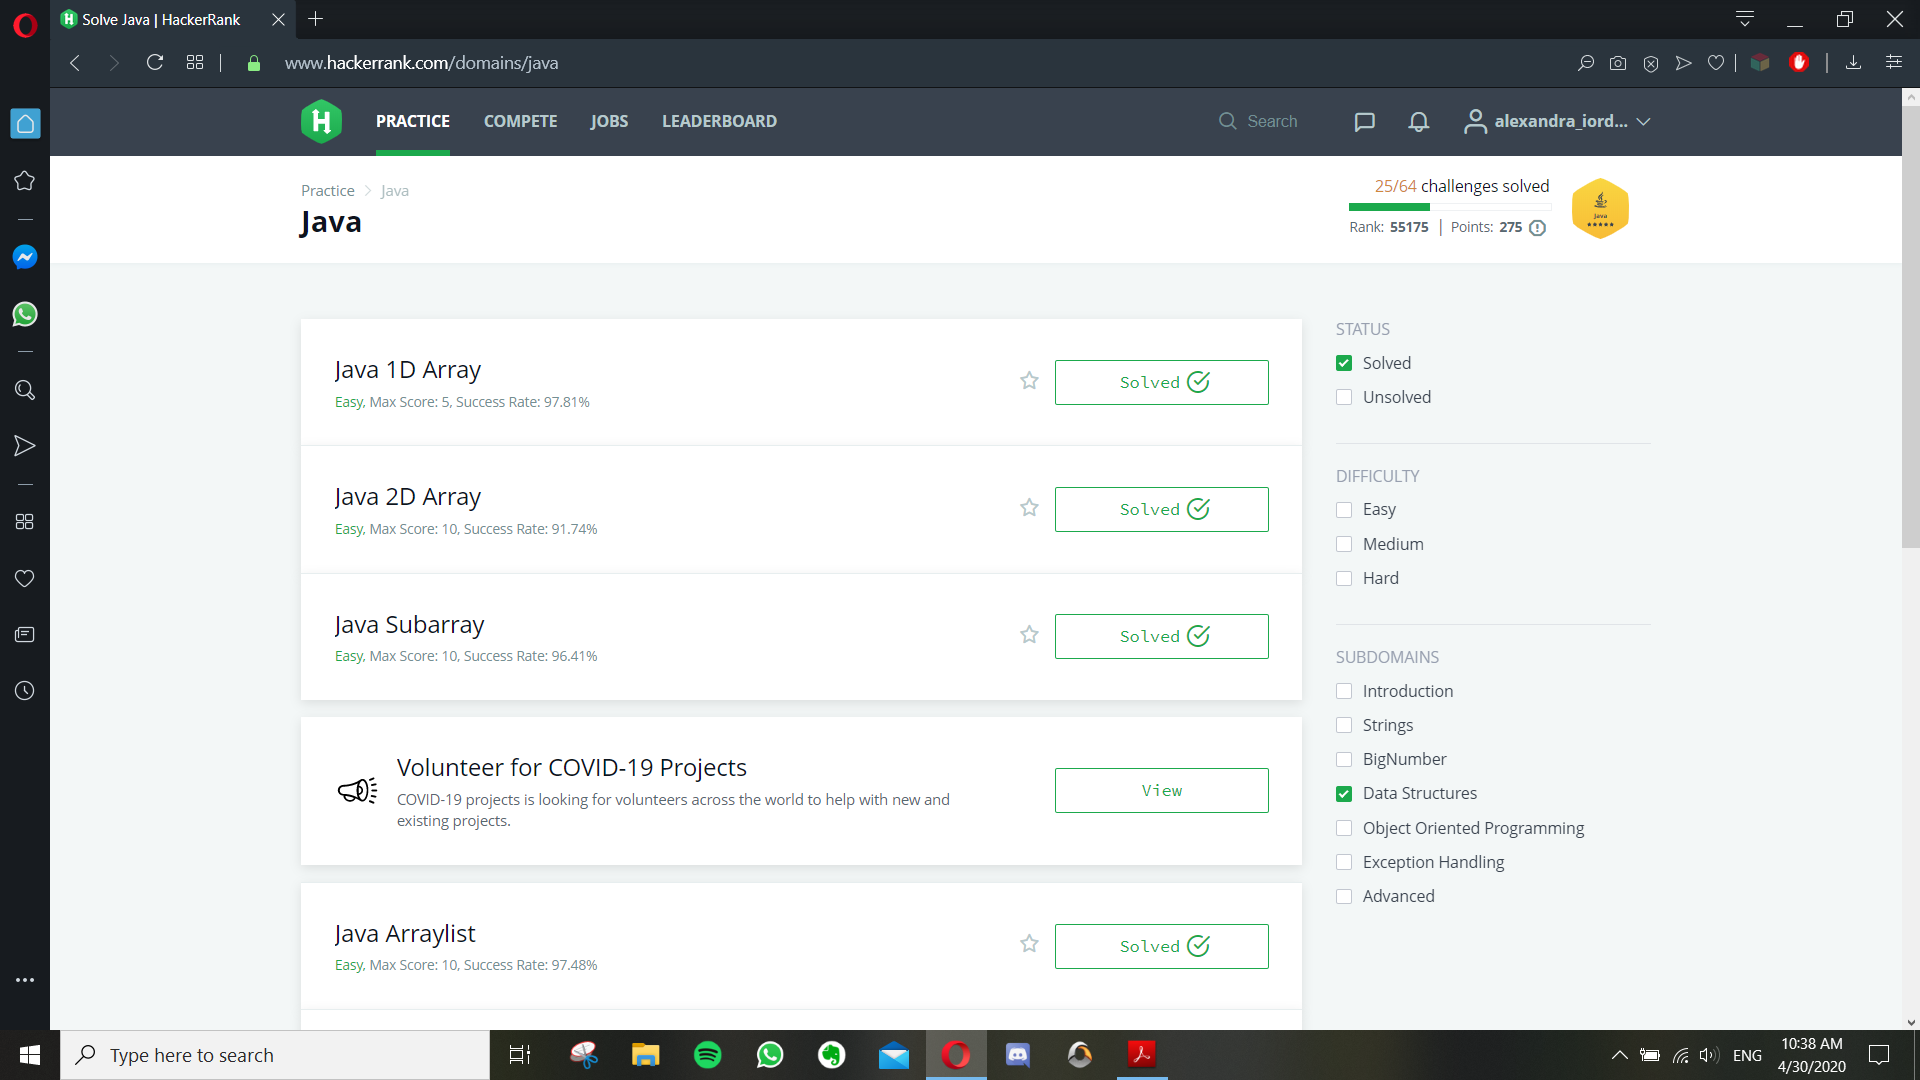 Solve Java | HackerRank
www.hackerrank.com/domains/java
PRACTICE COMPETE JOBS LEADERBOARD
Search
alexandra_iord...
Practice Java
Java
25/64 challenges solved
Rank: 55175 | Points: 275
Java
Java 1D Array
Easy, Max Score: 5, Success Rate: 97.81%
Solved
Java 2D Array
Easy, Max Score: 10, Success Rate: 91.74%
Solved
Java Subarray
Easy, Max Score: 10, Success Rate: 96.41%
Solved
Volunteer for COVID-19 Projects
COVID-19 projects is looking for volunteers across the world to help with new and
existing projects.
View
Java Arraylist
Easy, Max Score: 10, Success Rate: 97.48%
Solved
STATUS
Solved
Unsolved
DIFFICULTY
Easy
Medium
Hard
SUBDOMAINS
Introduction
Strings
BigNumber
Data Structures
Object Oriented Programming
Exception Handling
Advanced
Type here to search
ENG
10:38 AM
4/30/2020